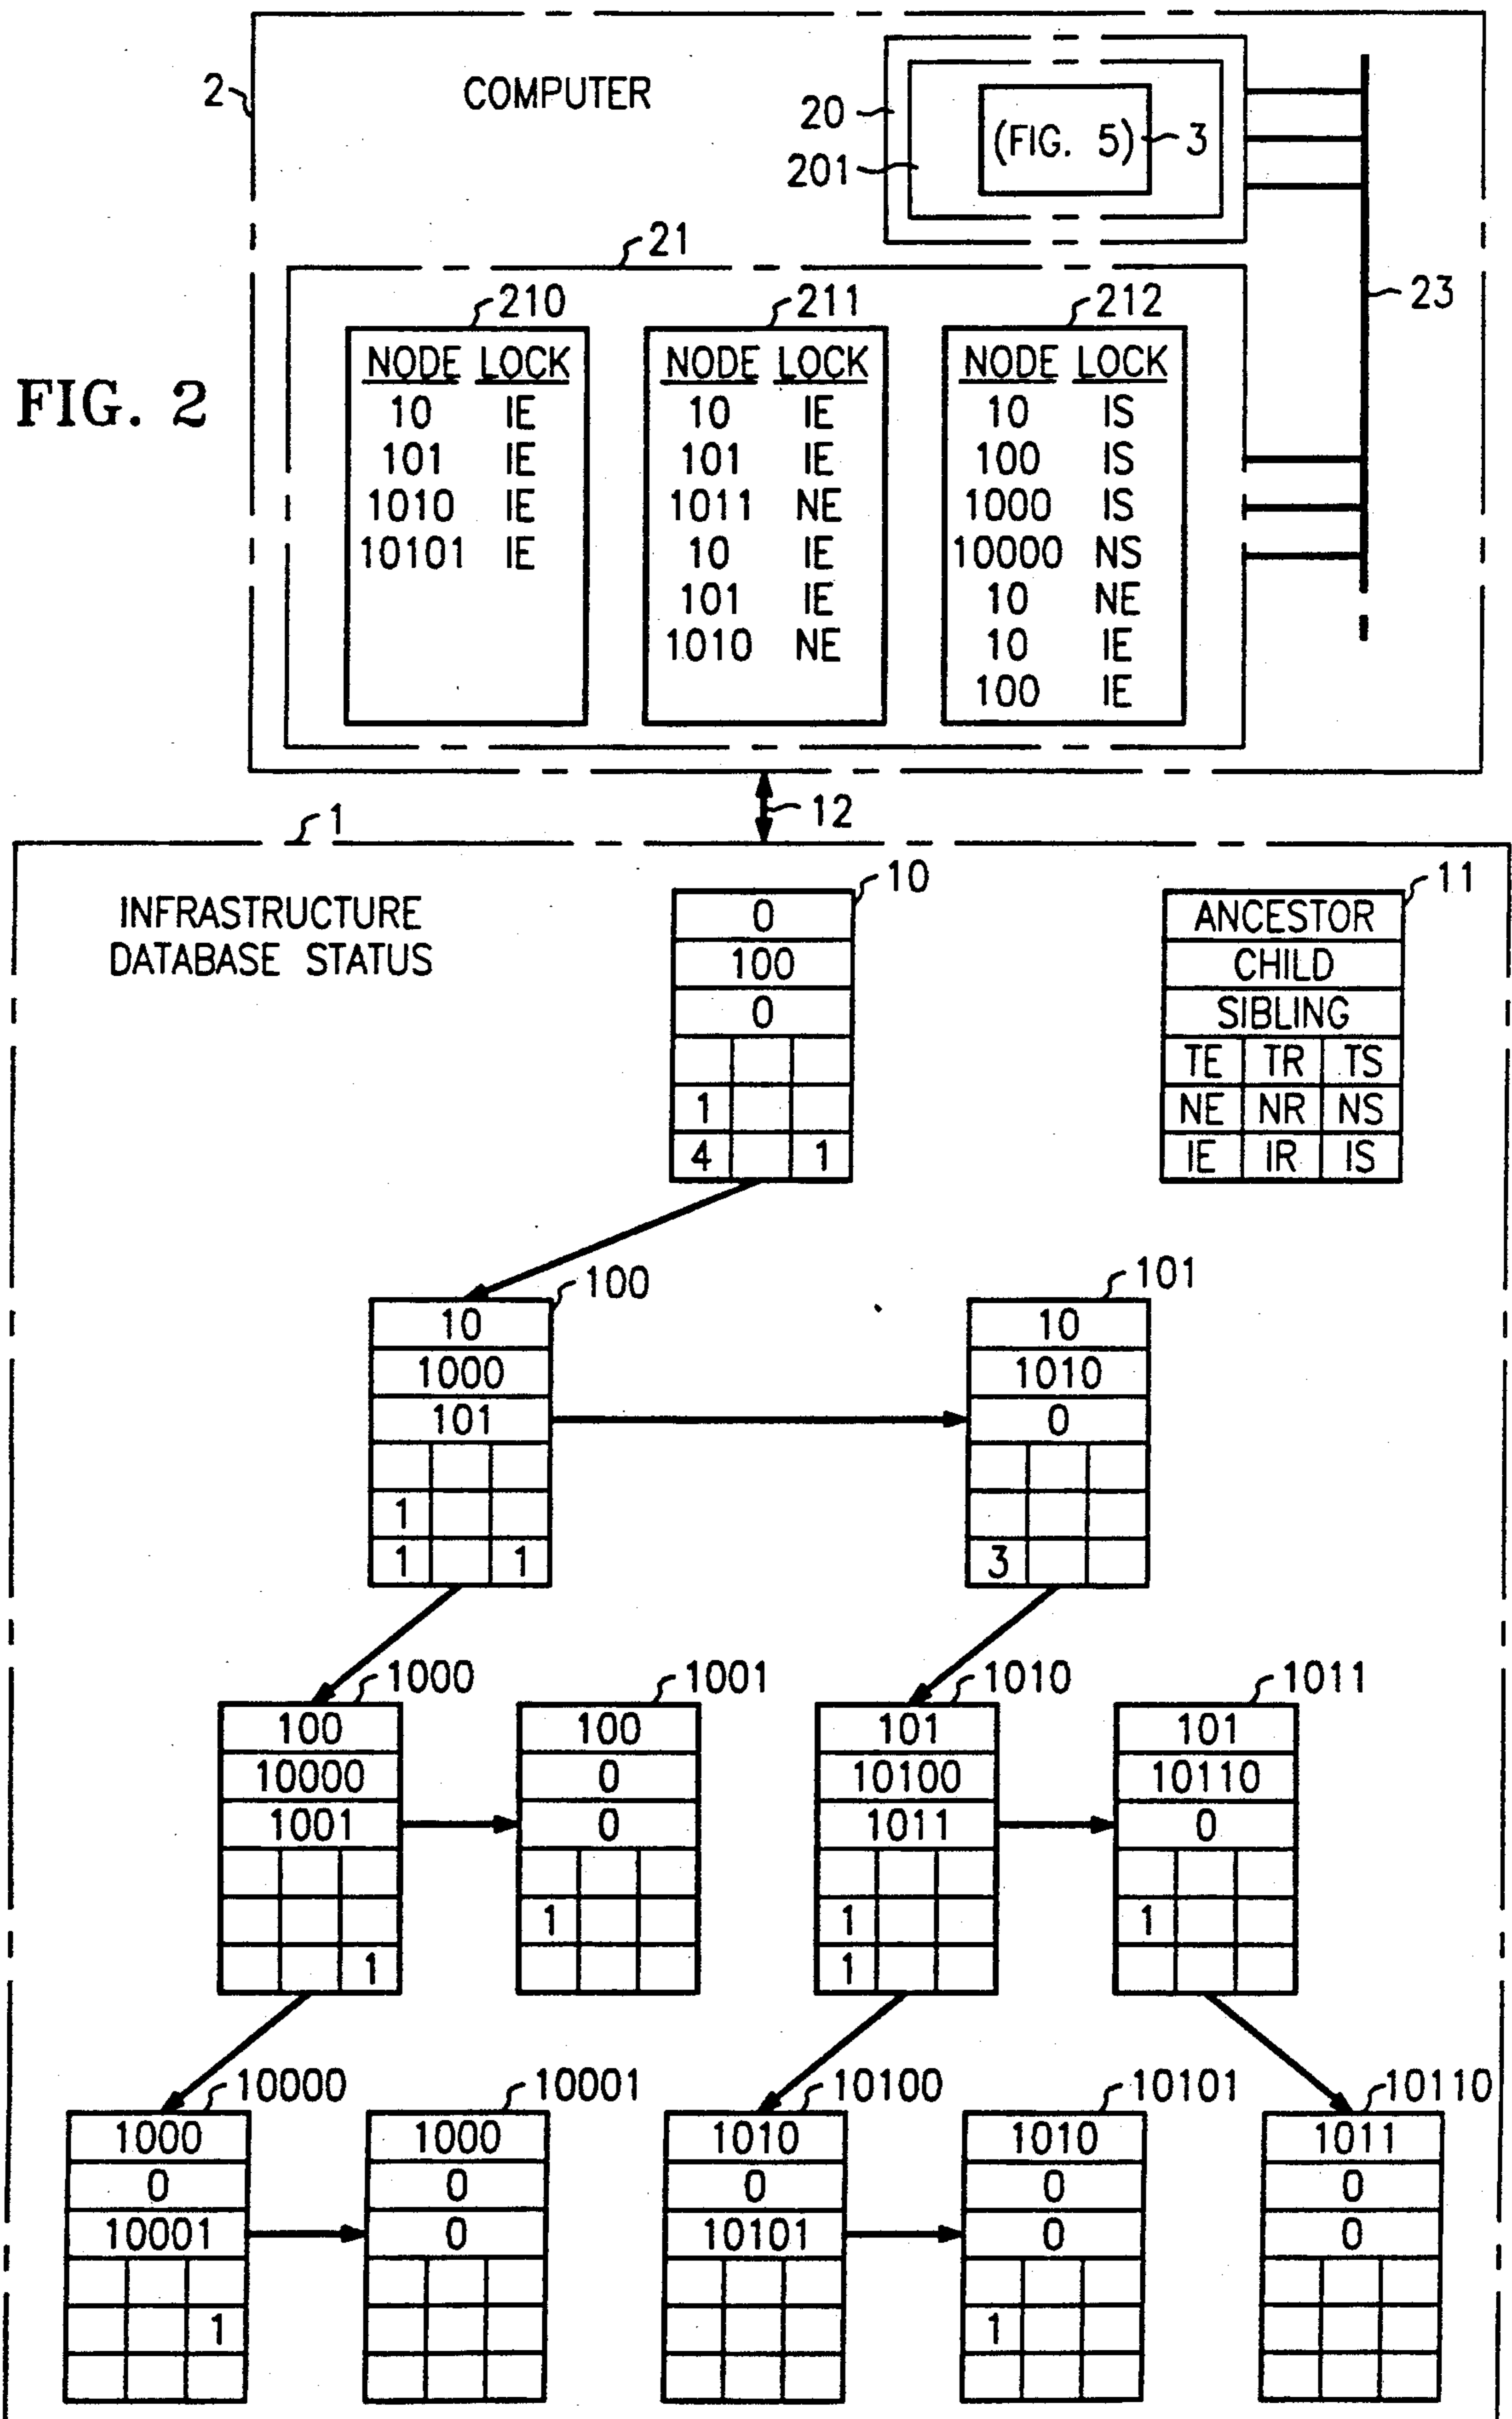 2
COMPUTER
20
201
(FIG. 5)
3
23
21
FIG. 2
210
NODE LOCK
10 IE
101 IE
1010 IE
10101 IE
211
NODE LOCK
10 IE
101 IE
1011 NE
10 IE
101 IE
1010 NE
212
NODE LOCK
10 IS
100 IS
1000 IS
10000 NS
10 NE
10 IE
100 IE
12
1
INFRASTRUCTURE
DATABASE STATUS
10
0
100
0
1
4 1
11
ANCESTOR
CHILD
SIBLING
TE TR TS
NE NR NS
IE IR IS
100
10
1000
101
1
1 1
101
10
1010
0
3
1000
100
10000
1001
1
1001
100
0
0
1
1010
101
10100
1011
1
1
1011
101
10110
0
1
10000
1000
0
10001
1
10001
1000
0
0
10100
1010
0
10101
10101
1010
0
0
1
10110
1011
0
0